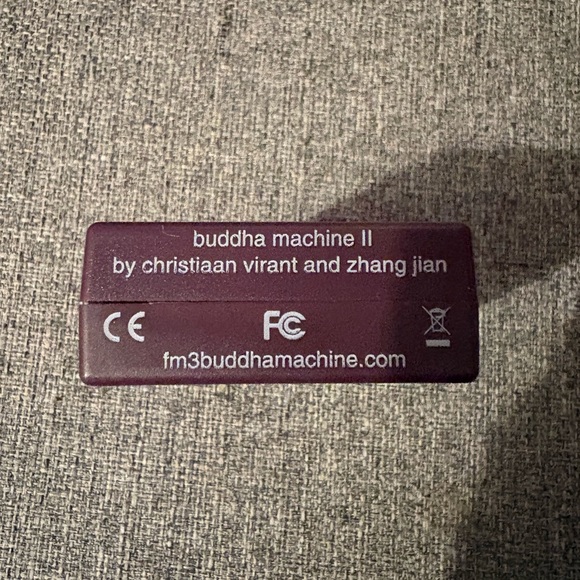 buddha machine II
by christiaan virant and zhang jian
CE FC
fm3buddhamachine.com